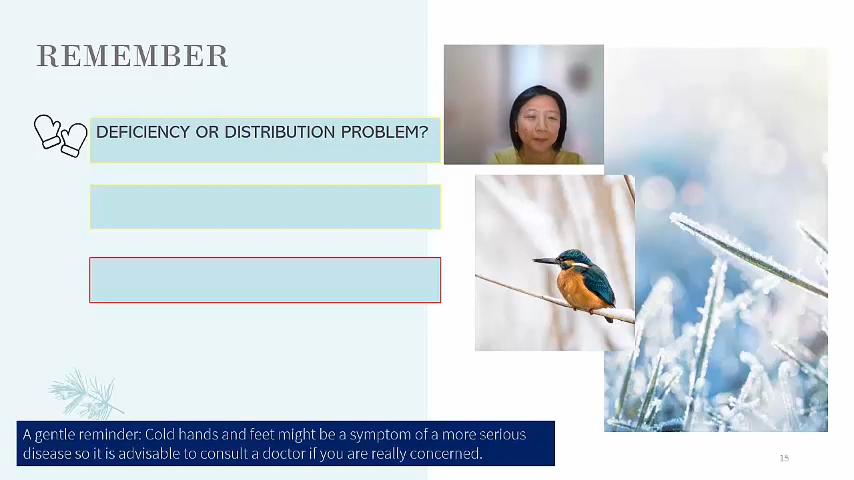 REMEMBER
DEFICIENCY OR DISTRIBUTION PROBLEM?
A gentle reminder: Cold hands and feet might be a symptom of a more serious
disease so it is advisable to consult a doctor if you are really concerned.
15